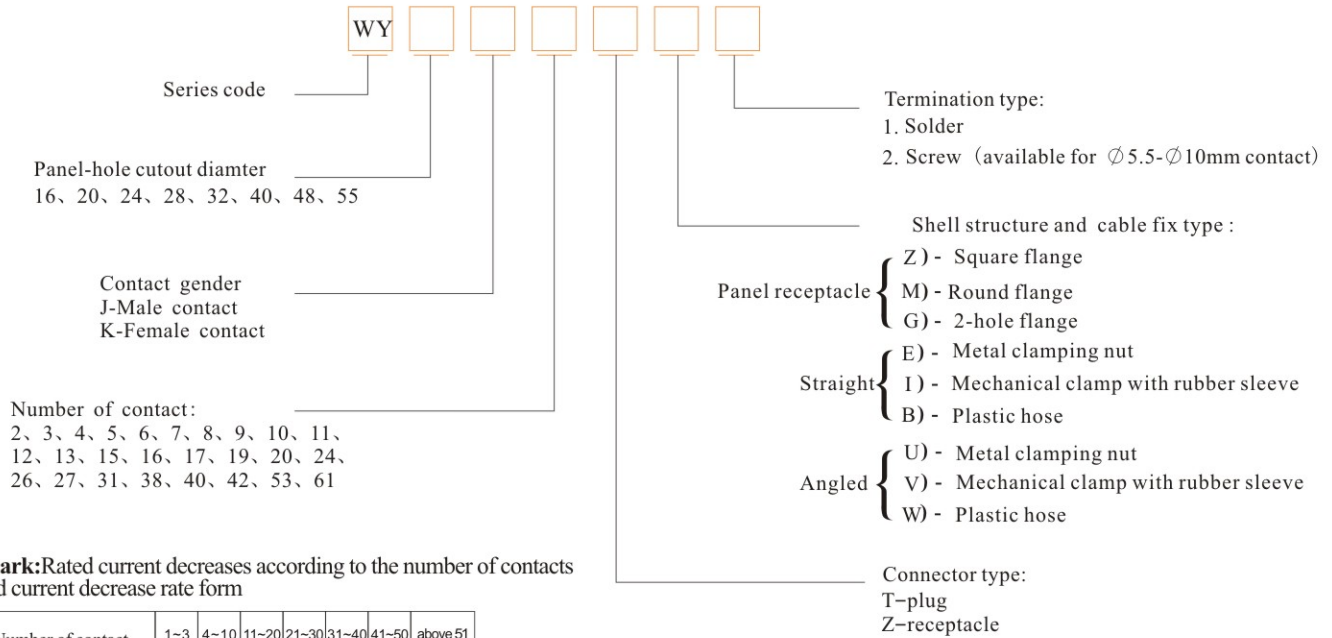 WY
Series code
Panel-hole cutout diamter
16、20、24、28、32、40、48、55
Contact gender
J-Male contact
K-Female contact
Number of contact:
2、3、4、5、6、7、8、9、10、11、
12、13、15、16、17、19、20、24、
26、27、31、38、40、42、53、61
Termination type:
1. Solder
2. Screw（available for ∅5.5-∅10mm contact）
Shell structure and cable fix type :
Panel receptacle
Z) - Square flange
M) - Round flange
G) - 2-hole flange
Straight
E) - Metal clamping nut
I) - Mechanical clamp with rubber sleeve
B) - Plastic hose
Angled
U) - Metal clamping nut
V) - Mechanical clamp with rubber sleeve
W) - Plastic hose
Connector type:
T-plug
Z-receptacle
ark:Rated current decreases according to the number of contacts
d current decrease rate form
umber of contact 1~3 4~10 11~20 21~30 31~40 41~50 above 51